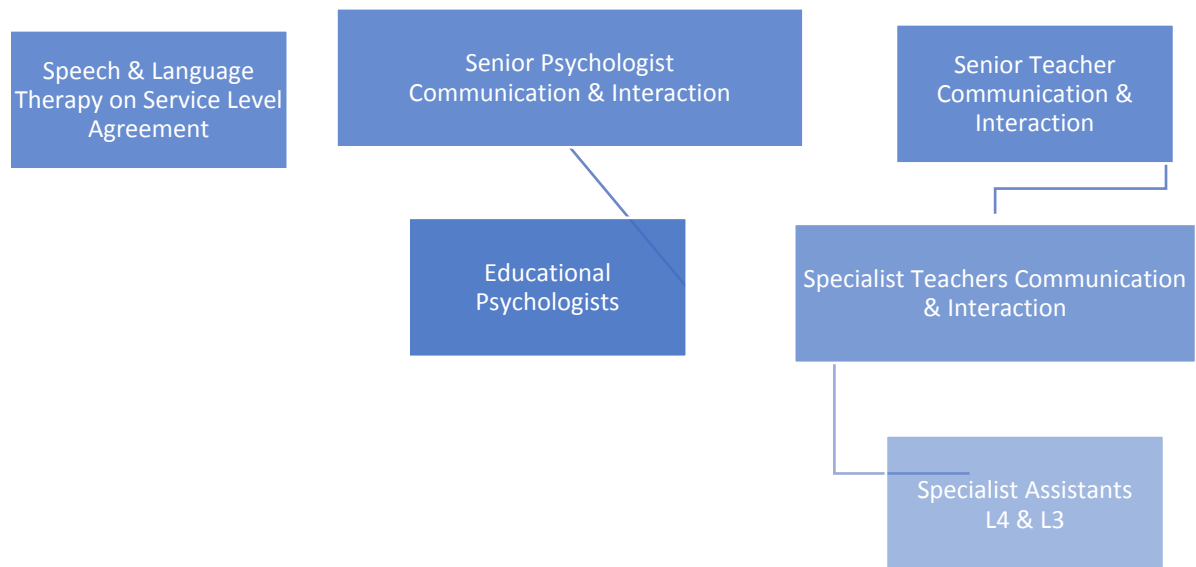 Speech & Language
Therapy on Service Level
Agreement
Senior Psychologist
Communication & Interaction
Senior Teacher
Communication &
Interaction
Educational
Psychologists
Specialist Teachers Communication
& Interaction
Specialist Assistants
L4 & L3